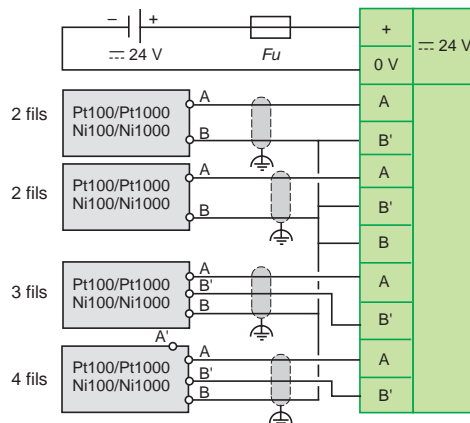 − +
⎓ 24 V
Fu
+
0 V
⎓ 24 V
2 fils
Pt100/Pt1000
Ni100/Ni1000
A
B
A
B'
2 fils
Pt100/Pt1000
Ni100/Ni1000
A
B
A
B'
B
3 fils
Pt100/Pt1000
Ni100/Ni1000
A
B'
B
A
B'
4 fils
A'
Pt100/Pt1000
Ni100/Ni1000
A
B'
B
A
B'